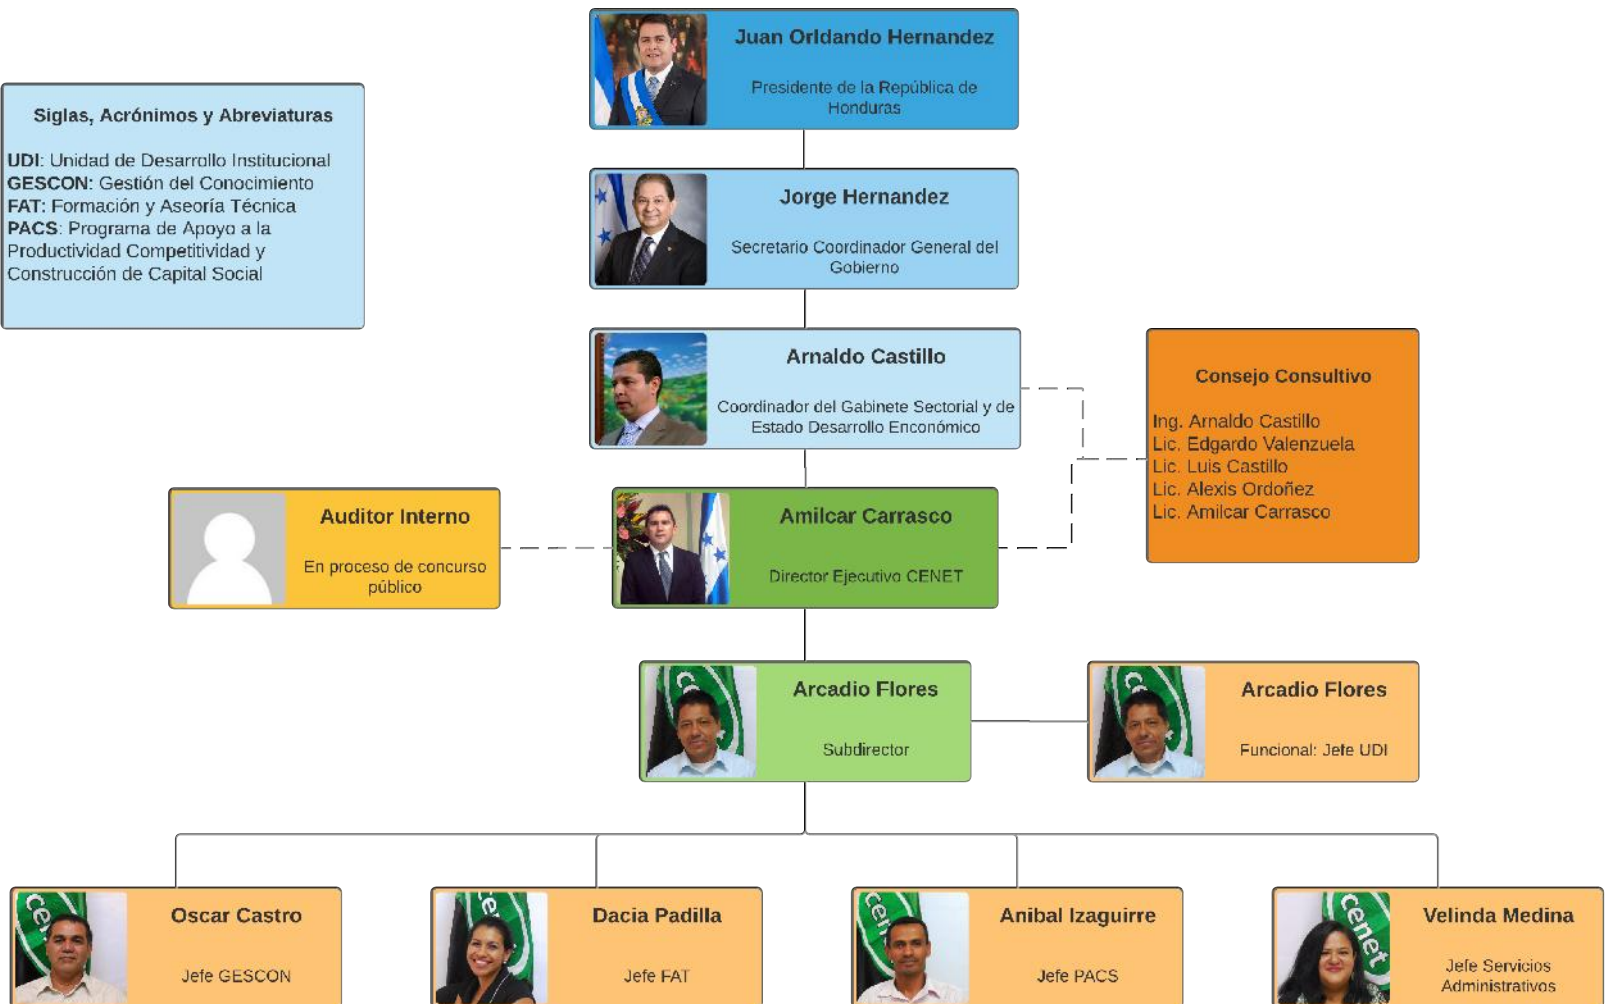 Juan Orldando Hernandez
Presidente de la República de
Honduras
Siglas, Acrónimos y Abreviaturas
UDI: Unidad de Desarrollo Institucional
GESCON: Gestión del Conocimiento
FAT: Formación y Aseoría Técnica
PACS: Programa de Apoyo a la
Productividad Competitividad y
Construcción de Capital Social
Jorge Hernandez
Secretario Coordinador General del
Gobierno
Arnaldo Castillo
Coordinador del Gabinete Sectorial y de
Estado Desarrollo Enconómico
Consejo Consultivo
Ing. Arnaldo Castillo
Lic. Edgardo Valenzuela
Lic. Luis Castillo
Lic. Alexis Ordoñez
Lic. Amilcar Carrasco
Auditor Interno
En proceso de concurso
público
Amilcar Carrasco
Director Ejecutivo CENET
Arcadio Flores
Subdirector
Arcadio Flores
Funcional: Jefe UDI
Oscar Castro
Jefe GESCON
Dacia Padilla
Jefe FAT
Anibal Izaguirre
Jefe PACS
Velinda Medina
Jefe Servicios
Administrativos
cenet